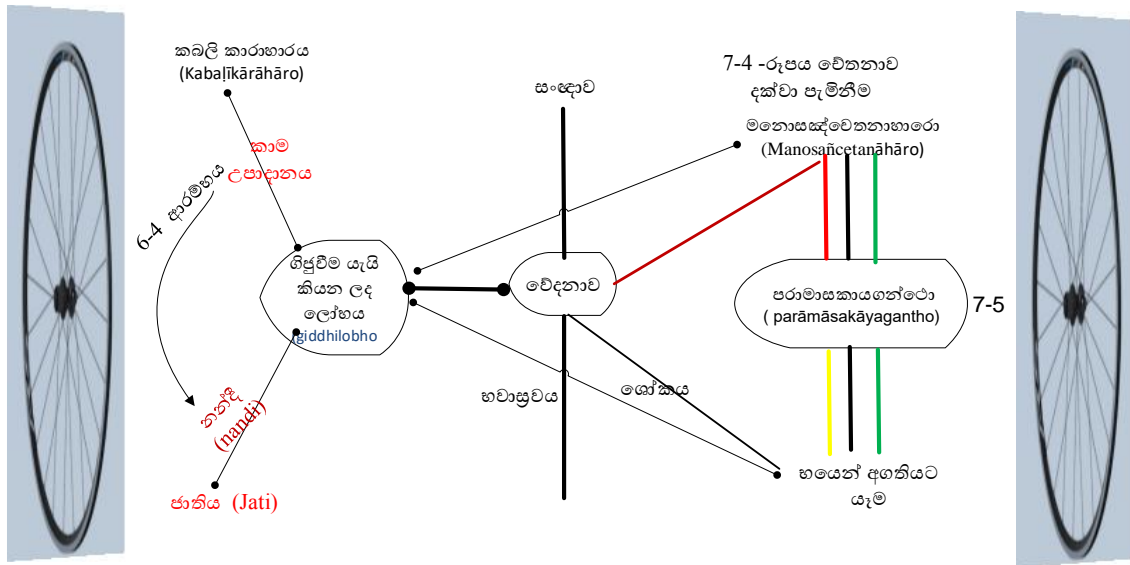 කබලි කාරාහාරය
(Kabaḷīkārāhāro)
කාම
උපාදානය
6-4 ආරම්භය
ගිජුවීම යැයි
කියන ලද
ලෝභය
giddhilobho
නන්දි
(nandi)
ජාතිය (Jati)
සංඥාව
වේදනාව
භවාස්‍රවය
ශෝකය
7-4 -රූපය චේතනාව
දක්වා පැමිනීම
මනොසඤ්චෙතනාහාරො
(Manosañcetanāhāro)
පරාමාසකායගන්ථො
( parāmāsakāyagantho)
7-5
භයෙන් අගතියට
යෑම